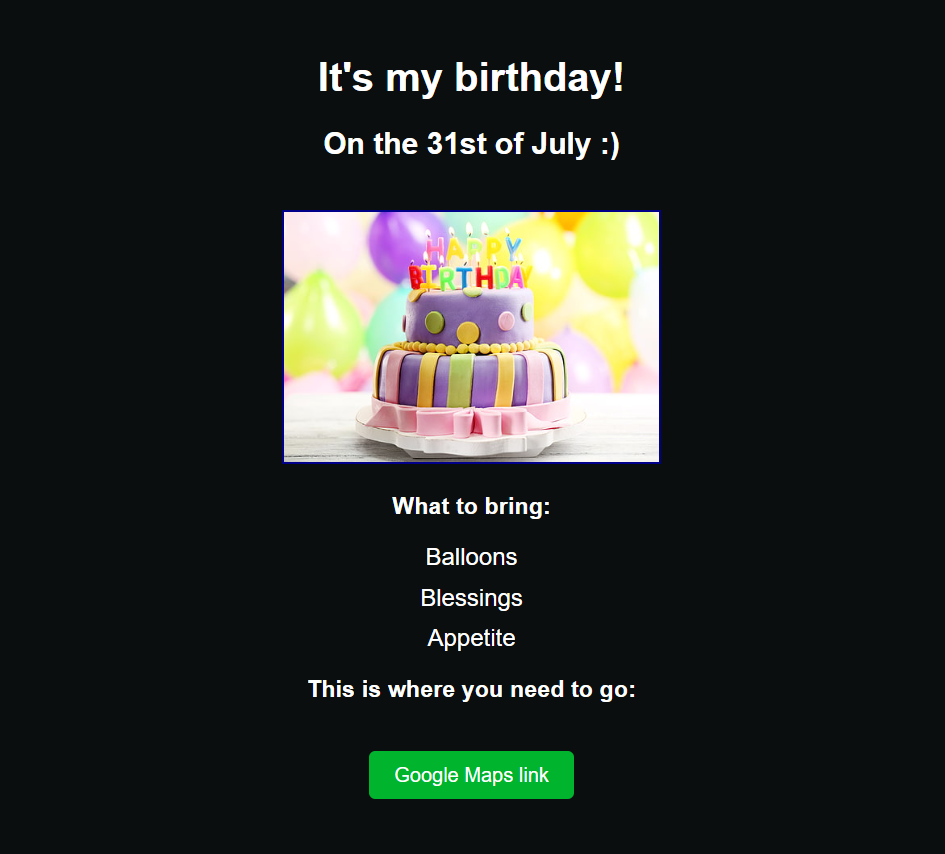 It's my birthday!
On the 31st of July :)
HAPPY
BIRTHDAY
What to bring:
Balloons
Blessings
Appetite
This is where you need to go:
Google Maps link